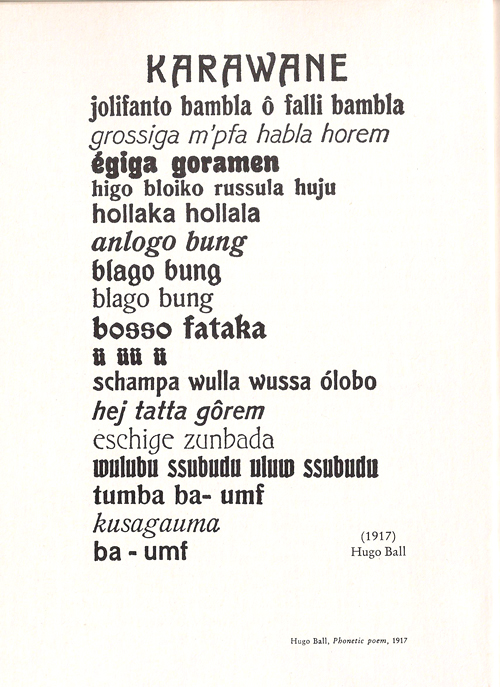 KARAWANE
jolifanto bambla ô falli bambla
grossiga m'pfa habla horem
égiga goramen
higo bloiko russula huju
hollaka hollala
anlogo bung
blago bung
blago bung
bosso fataka
ü üü ü
schampa wulla wussa ólobo
hej tatta gôrem
eschige zunbada
wulubu ssubudu uluw ssubudu
tumba ba- umf
kusagauma
ba - umf
(1917)
Hugo Ball
Hugo Ball, Phonetic poem, 1917